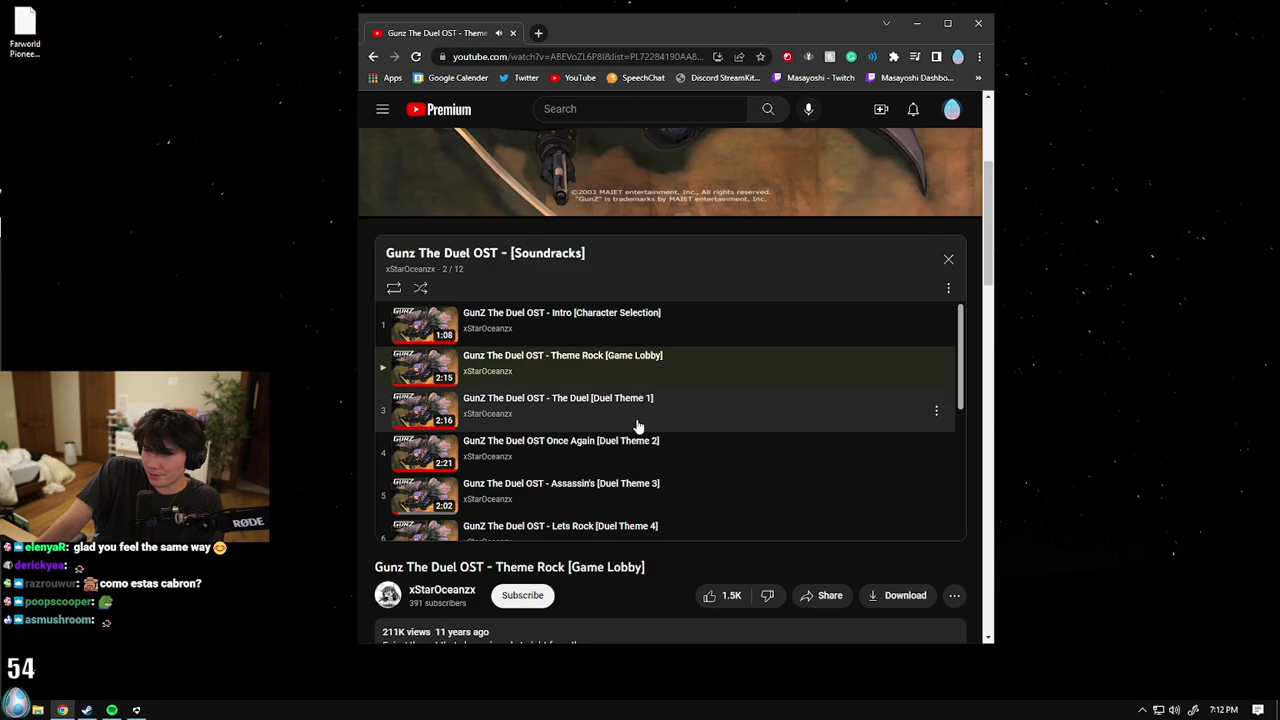 Farworld
Pionee...
Gunz The Duel OST - Theme
youtube.com/watch?v=ABEVoZL6P8I&list=PL72284190AA8...
Apps
Google Calender
Twitter
YouTube
SpeechChat
Discord StreamKit...
Masayoshi - Twitch
Masayoshi Dashbo...
»
Premium
Search
©2003 MAIET entertainment, Inc., All rights reserved.
"GunZ" is trademarks by MAIET entertainment, Inc.
Gunz The Duel OST - [Soundracks]
xStarOceanzx - 2 / 12
1
GUNZ
1:08
GunZ The Duel OST - Intro [Character Selection]
xStarOceanzx
GUNZ
2:15
Gunz The Duel OST - Theme Rock [Game Lobby]
xStarOceanzx
3
GUNZ
2:16
GunZ The Duel OST - The Duel [Duel Theme 1]
xStarOceanzx
4
GUNZ
2:21
GunZ The Duel OST Once Again [Duel Theme 2]
xStarOceanzx
5
GUNZ
2:02
GunZ The Duel OST - Assassin's [Duel Theme 3]
xStarOceanzx
GUNZ
GunZ The Duel OST - Lets Rock [Duel Theme 4]
Gunz The Duel OST - Theme Rock [Game Lobby]
xStarOceanzx
391 subscribers
Subscribe
1.5K
Share
Download
211K views 11 years ago
RØDE
elenyaR: glad you feel the same way
derickyea:
razrouwur: como estas cabron?
poopscooper:
asmushroom:
54
7:12 PM